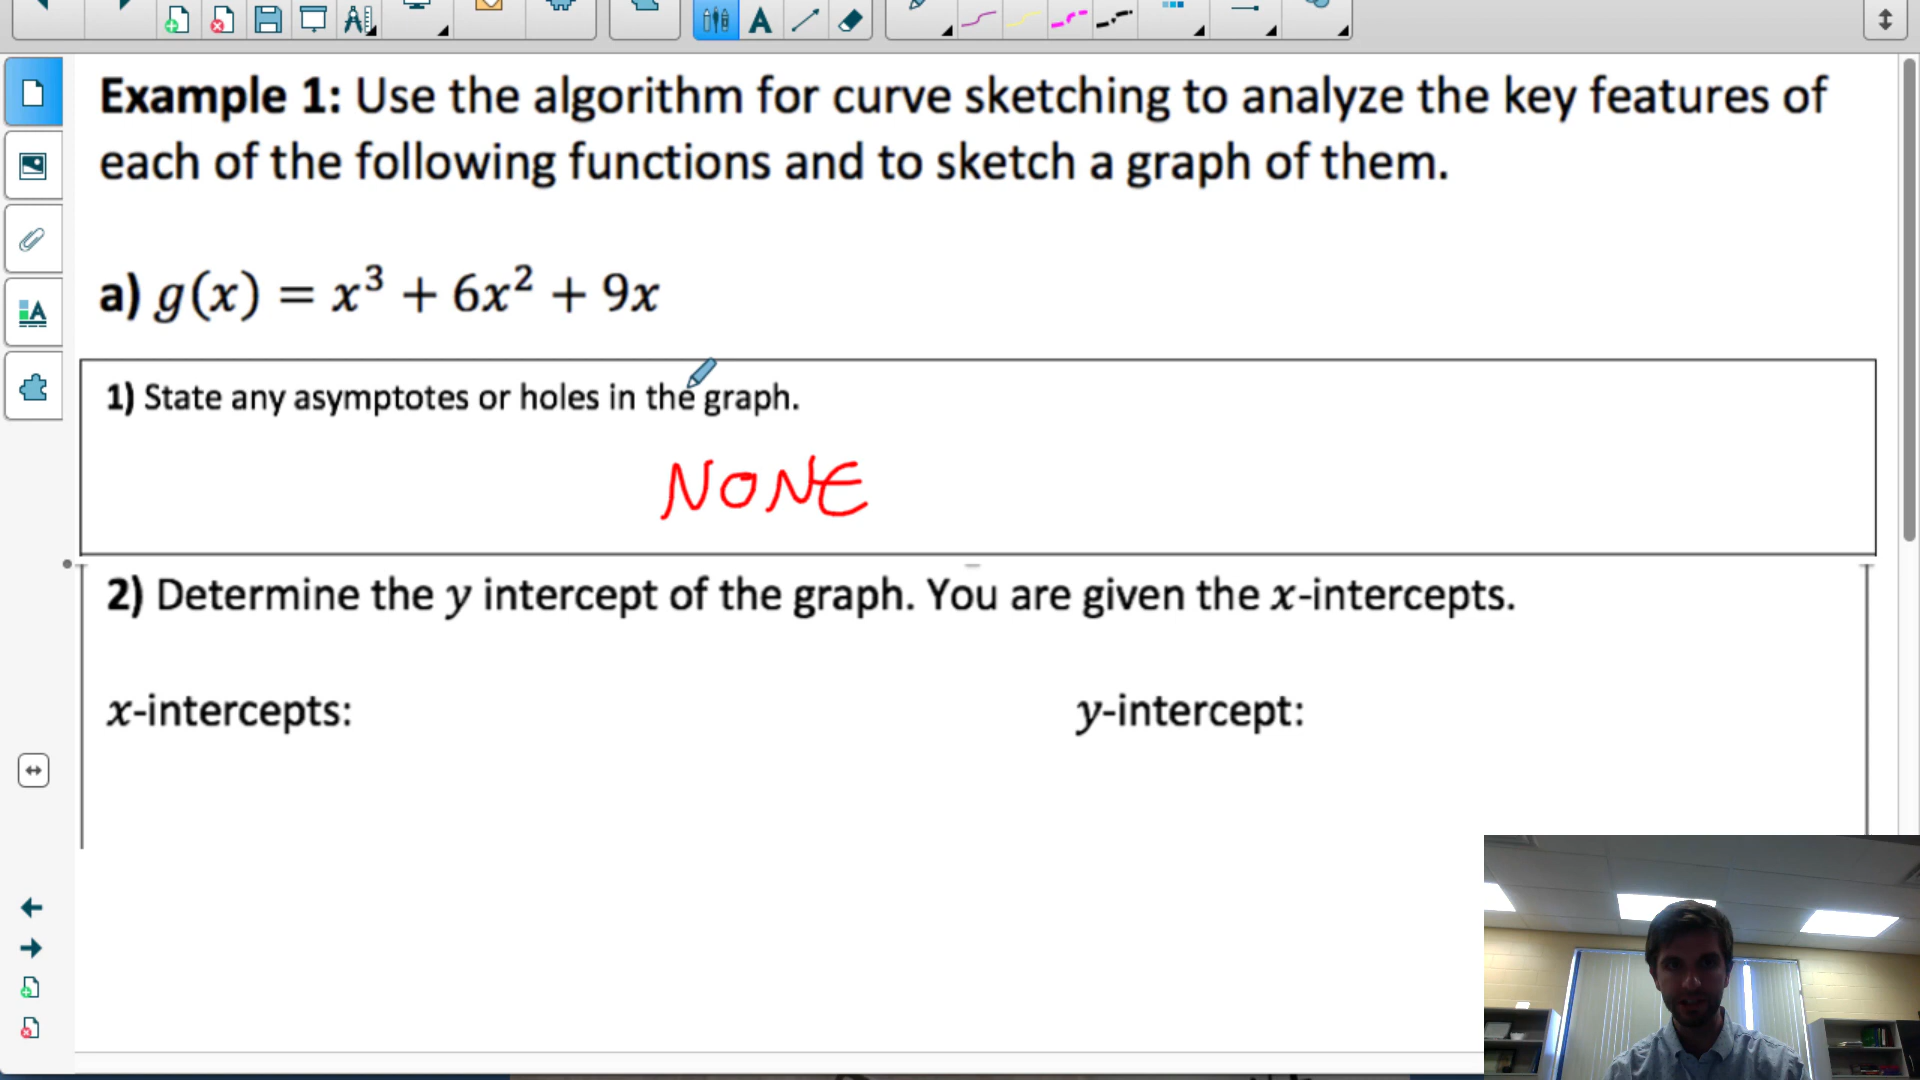 Example 1: Use the algorithm for curve sketching to analyze the key features of
each of the following functions and to sketch a graph of them.
a) g(x) = x³ + 6x² + 9x
1) State any asymptotes or holes in the graph.
NONE
2) Determine the y intercept of the graph. You are given the x-intercepts.
x-intercepts: y-intercept: